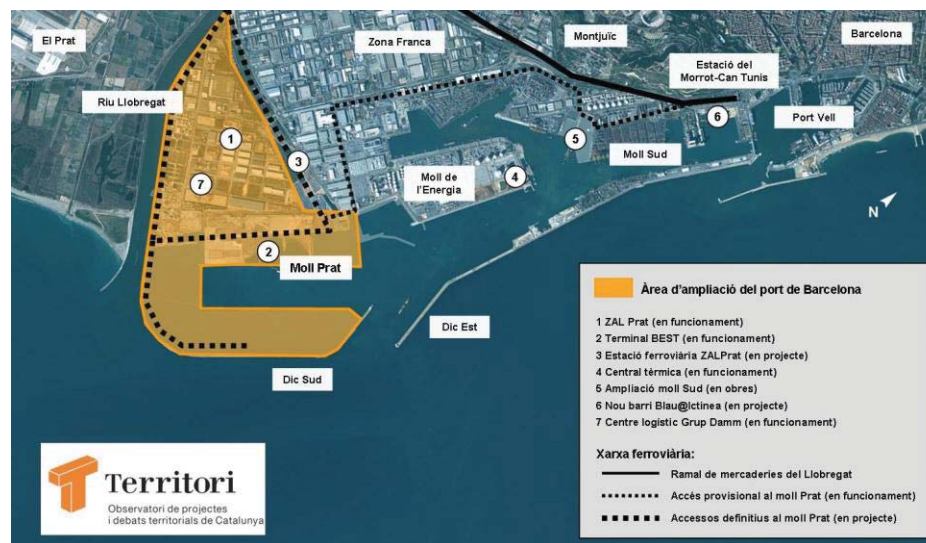 El Prat
Zona Franca
Montjuïc
Barcelona
Estació del
Morrot-Can Tunis
Riu Llobregat
Port Vell
1
6
5
3
Moll Sud
7
Moll de
l'Energia
4
N
2
Moll Prat
Dic Est
Dic Sud
Àrea d'ampliació del port de Barcelona
1 ZAL Prat (en funcionament)
2 Terminal BEST (en funcionament)
3 Estació ferroviària ZALPrat (en projecte)
4 Central tèrmica (en funcionament)
5 Ampliació moll Sud (en obres)
6 Nou barri Blau@Ictinea (en projecte)
7 Centre logístic Grup Damm (en funcionament)
Xarxa ferroviària:
Ramal de mercaderies del Llobregat
Accés provisional al moll Prat (en funcionament)
Accessos definitius al moll Prat (en projecte)
Territori
Observatori de projectes
i debats territorials de Catalunya